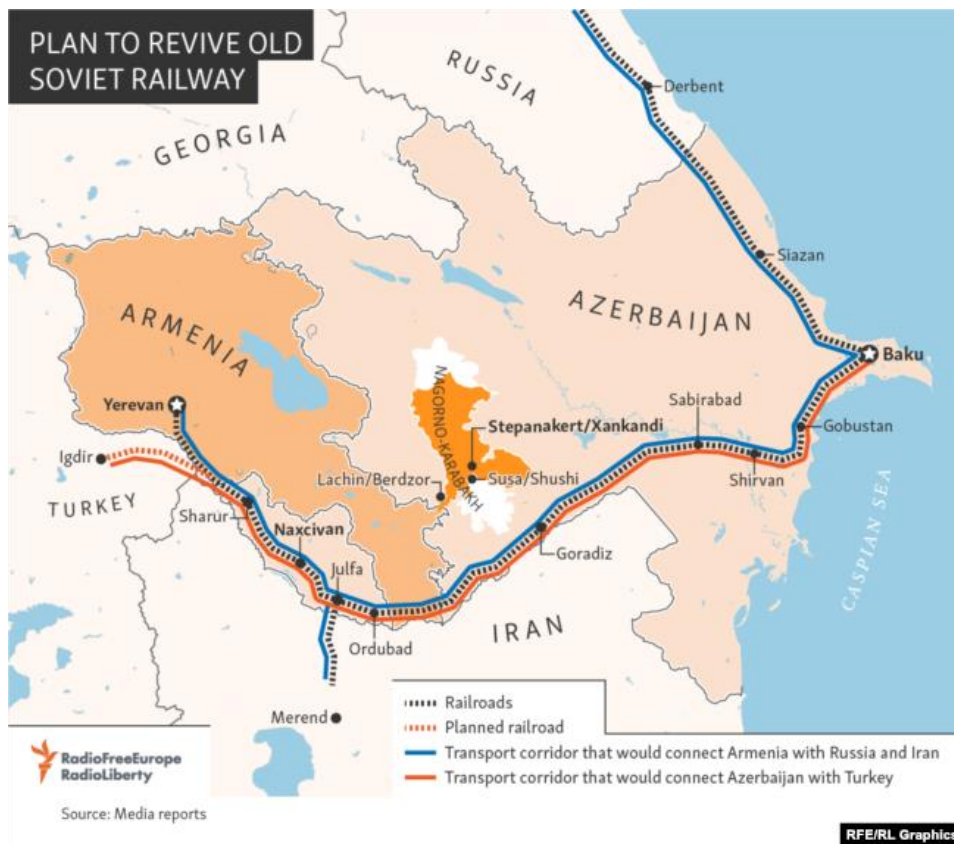 PLAN TO REVIVE OLD
SOVIET RAILWAY
RUSSIA
Derbent
GEORGIA
Siazan
AZERBAIJAN
ARMENIA
Baku
NAGORNO-KARABAKH
Yerevan
Sabirabad
Stepanakert/Xankandi
Gobustan
Igdir
Lachin/Berdzor
Susa/Shushi
Shirvan
TURKEY
Sharur
Naxcivan
Goradiz
Julfa
CASPIAN SEA
IRAN
Ordubad
Merend
Railroads
Planned railroad
Transport corridor that would connect Armenia with Russia and Iran
Transport corridor that would connect Azerbaijan with Turkey
RadioFreeEurope
RadioLiberty
Source: Media reports
RFE/RL Graphics